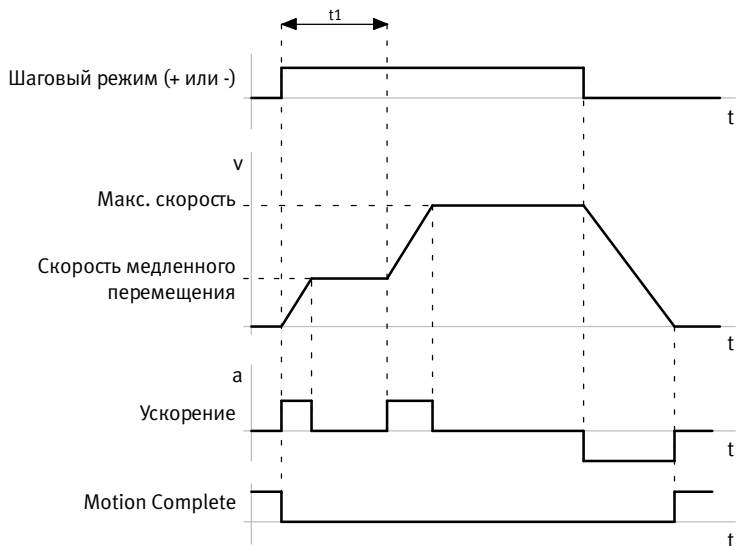 t1
Шаговый режим (+ или -)
t
v
Макс. скорость
Скорость медленного
перемещения
t
a
Ускорение
t
Motion Complete
t